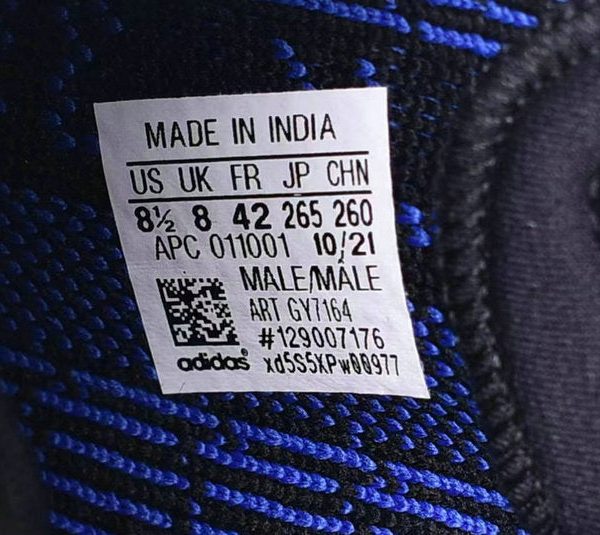 MADE IN INDIA
US UK FR JP CHN
8½ 8 42 265 260
APC 011001 10/21
MALE/MÂLE
ART GY7164
#129007176
adidas® xd5S5XPw00977